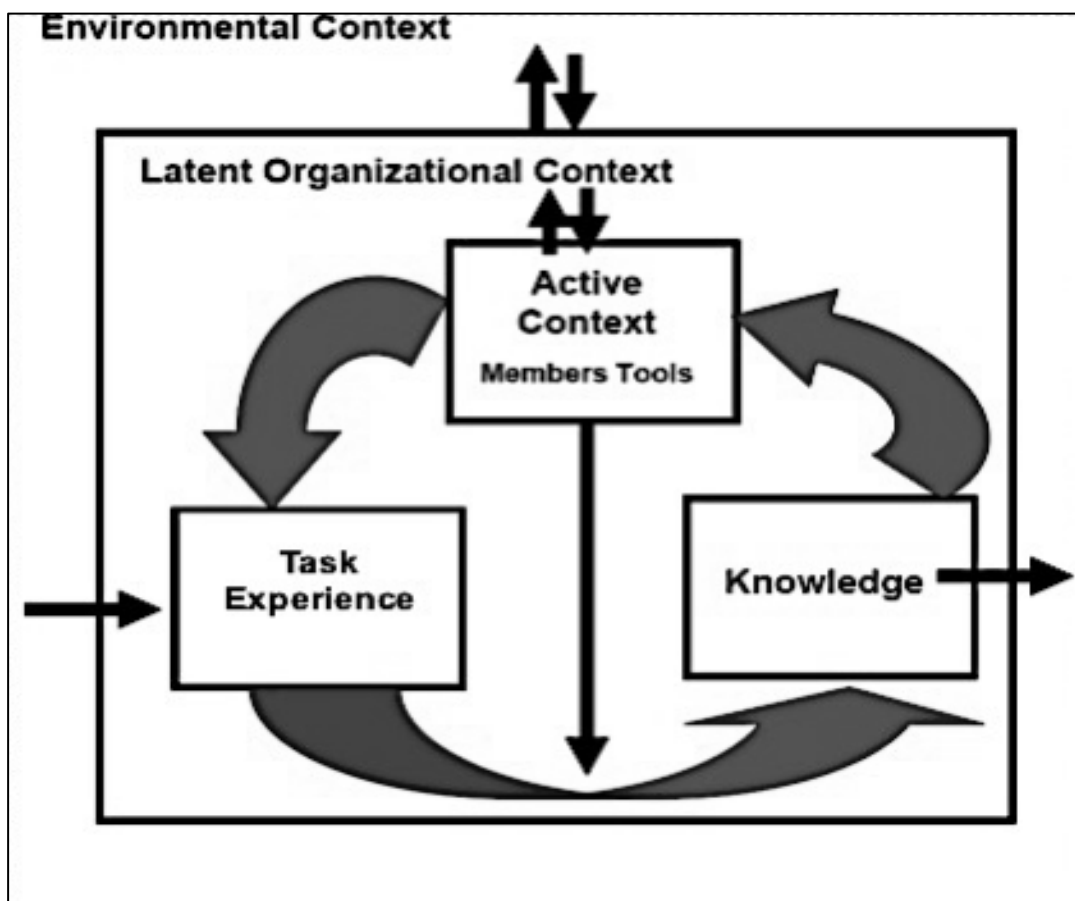 Environmental Context
Latent Organizational Context
Active
Context
Members Tools
Task
Experience
Knowledge